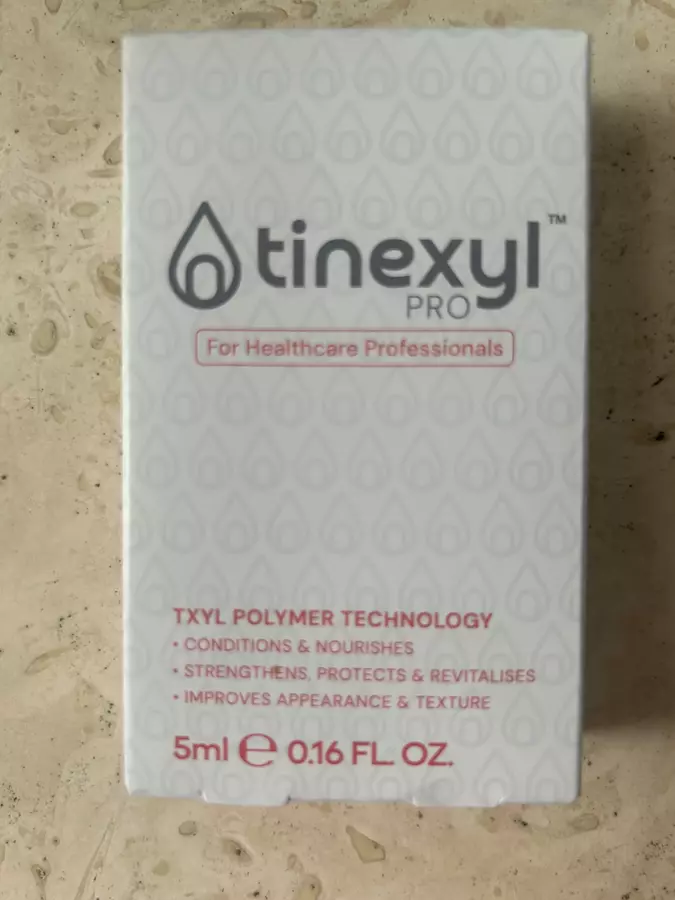 tinexyl™
PRO
For Healthcare Professionals
TXYL POLYMER TECHNOLOGY
• CONDITIONS & NOURISHES
• STRENGTHENS, PROTECTS & REVITALISES
• IMPROVES APPEARANCE & TEXTURE
5ml ℮ 0.16 FL. OZ.